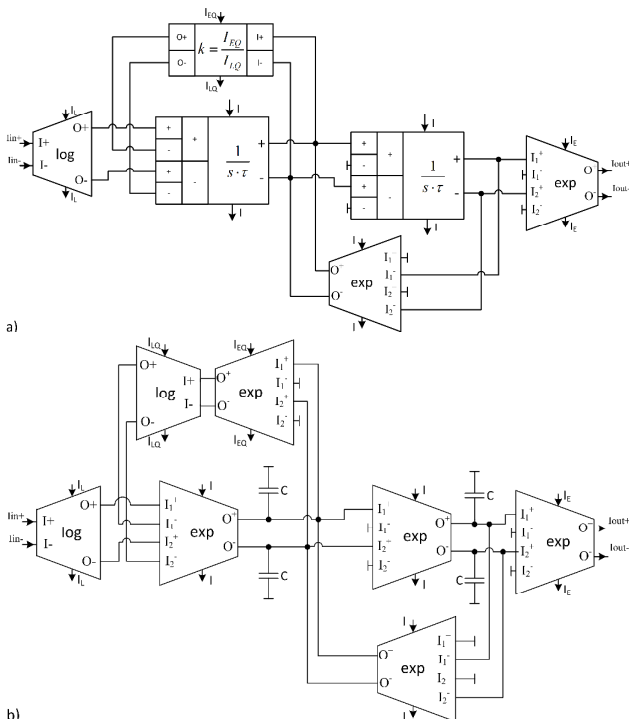 I_EQ
O+ I+
k = I_EQ / I_LQ
O- I-
I_LQ
I I
Iin+ I+ log O+
Iin- I- O-
I_L
I_L
+ + - + - -
1 / s·τ
+ -
I
+ + - + - -
1 / s·τ
+ -
I
I_E
I₁⁺ I₁⁻ I₂⁺ I₂⁻ exp O O⁻
Iout+
Iout-
I_E
I
O⁺ exp I₁⁺ I₁⁻ I₂⁻ I₂⁻
O⁻
I
a)
I_LQ I_EQ
O+ log I+ O⁺ exp I₁⁺ I₁⁻ I₂⁺ I₂⁻
O- I- O⁻
I_LQ I_EQ
I_L I I I_E
Iin+ I+ log O+
Iin- I- O-
I_L
I₁⁺ I₁⁻ I₂⁺ I₂⁻ exp O⁺ O⁻
I
C
C
I₁⁺ I₁⁻ I₂⁺ I₂⁻ exp O⁺ O⁻
I
C
C
I₁⁺ I₁⁻ I₂⁺ I₂⁻ exp O⁻ O⁻
Iout+
Iout-
I_E
I
O⁻ exp I₁⁻ I₁⁻ I₂ I₂⁻
O⁻
I
b)